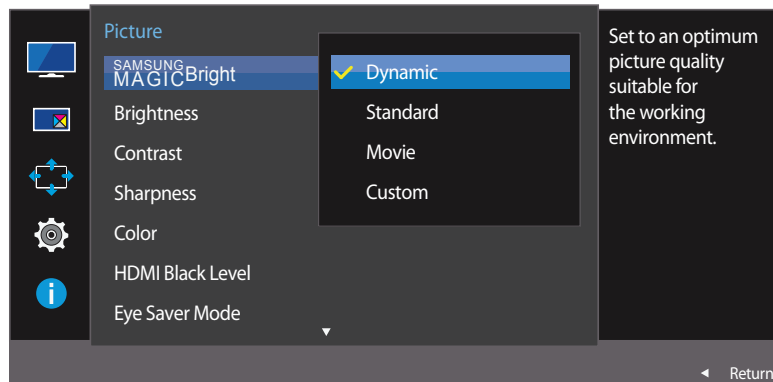 Picture
SAMSUNG
MAGICBright
Brightness
Contrast
Sharpness
Color
HDMI Black Level
Eye Saver Mode
Dynamic
Standard
Movie
Custom
Set to an optimum
picture quality
suitable for
the working
environment.
Return